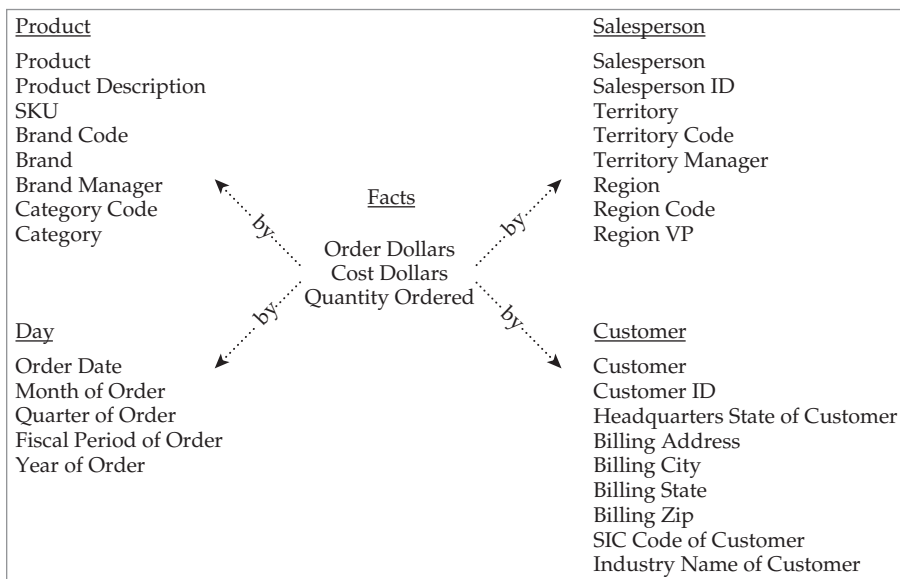 Product
Product
Product Description
SKU
Brand Code
Brand
Brand Manager
Category Code
Category
Salesperson
Salesperson
Salesperson ID
Territory
Territory Code
Territory Manager
Region
Region Code
Region VP
by
by
Facts
Order Dollars
Cost Dollars
Quantity Ordered
by
by
Day
Order Date
Month of Order
Quarter of Order
Fiscal Period of Order
Year of Order
Customer
Customer
Customer ID
Headquarters State of Customer
Billing Address
Billing City
Billing State
Billing Zip
SIC Code of Customer
Industry Name of Customer